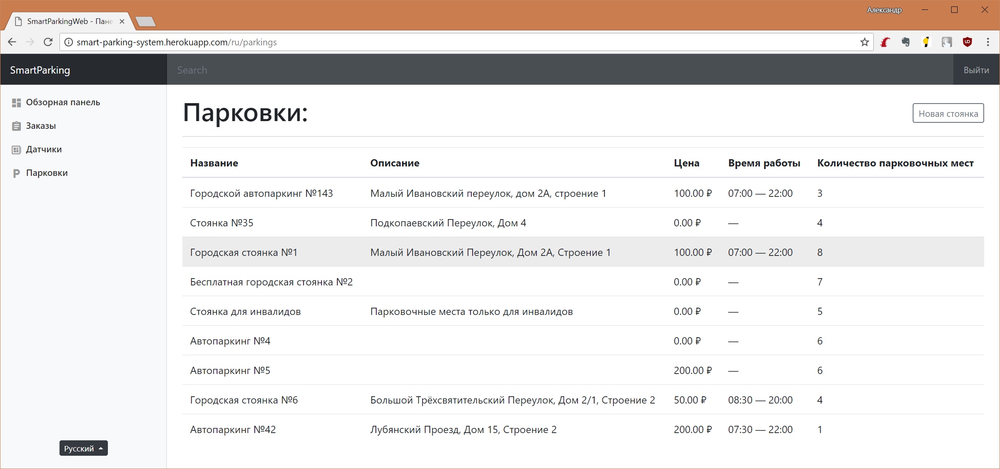 Александр
SmartParkingWeb - Пане
smart-parking-system.herokuapp.com/ru/parkings
SmartParking
Search
Выйти
Обзорная панель
Заказы
Датчики
Парковки
Русский
Парковки:
Новая стоянка
Название Описание Цена Время работы Количество парковочных мест
Городской автопаркинг №143 Малый Ивановский переулок, дом 2А, строение 1 100.00 ₽ 07:00 — 22:00 3
Стоянка №35 Подкопаевский Переулок, Дом 4 0.00 ₽ — 4
Городская стоянка №1 Малый Ивановский Переулок, Дом 2А, Строение 1 100.00 ₽ 07:00 — 22:00 8
Бесплатная городская стоянка №2 0.00 ₽ — 7
Стоянка для инвалидов Парковочные места только для инвалидов 0.00 ₽ — 5
Автопаркинг №4 0.00 ₽ — 6
Автопаркинг №5 200.00 ₽ — 6
Городская стоянка №6 Большой Трёхсвятительский Переулок, Дом 2/1, Строение 2 50.00 ₽ 08:30 — 20:00 4
Автопаркинг №42 Лубянский Проезд, Дом 15, Строение 2 200.00 ₽ 07:30 — 22:00 1